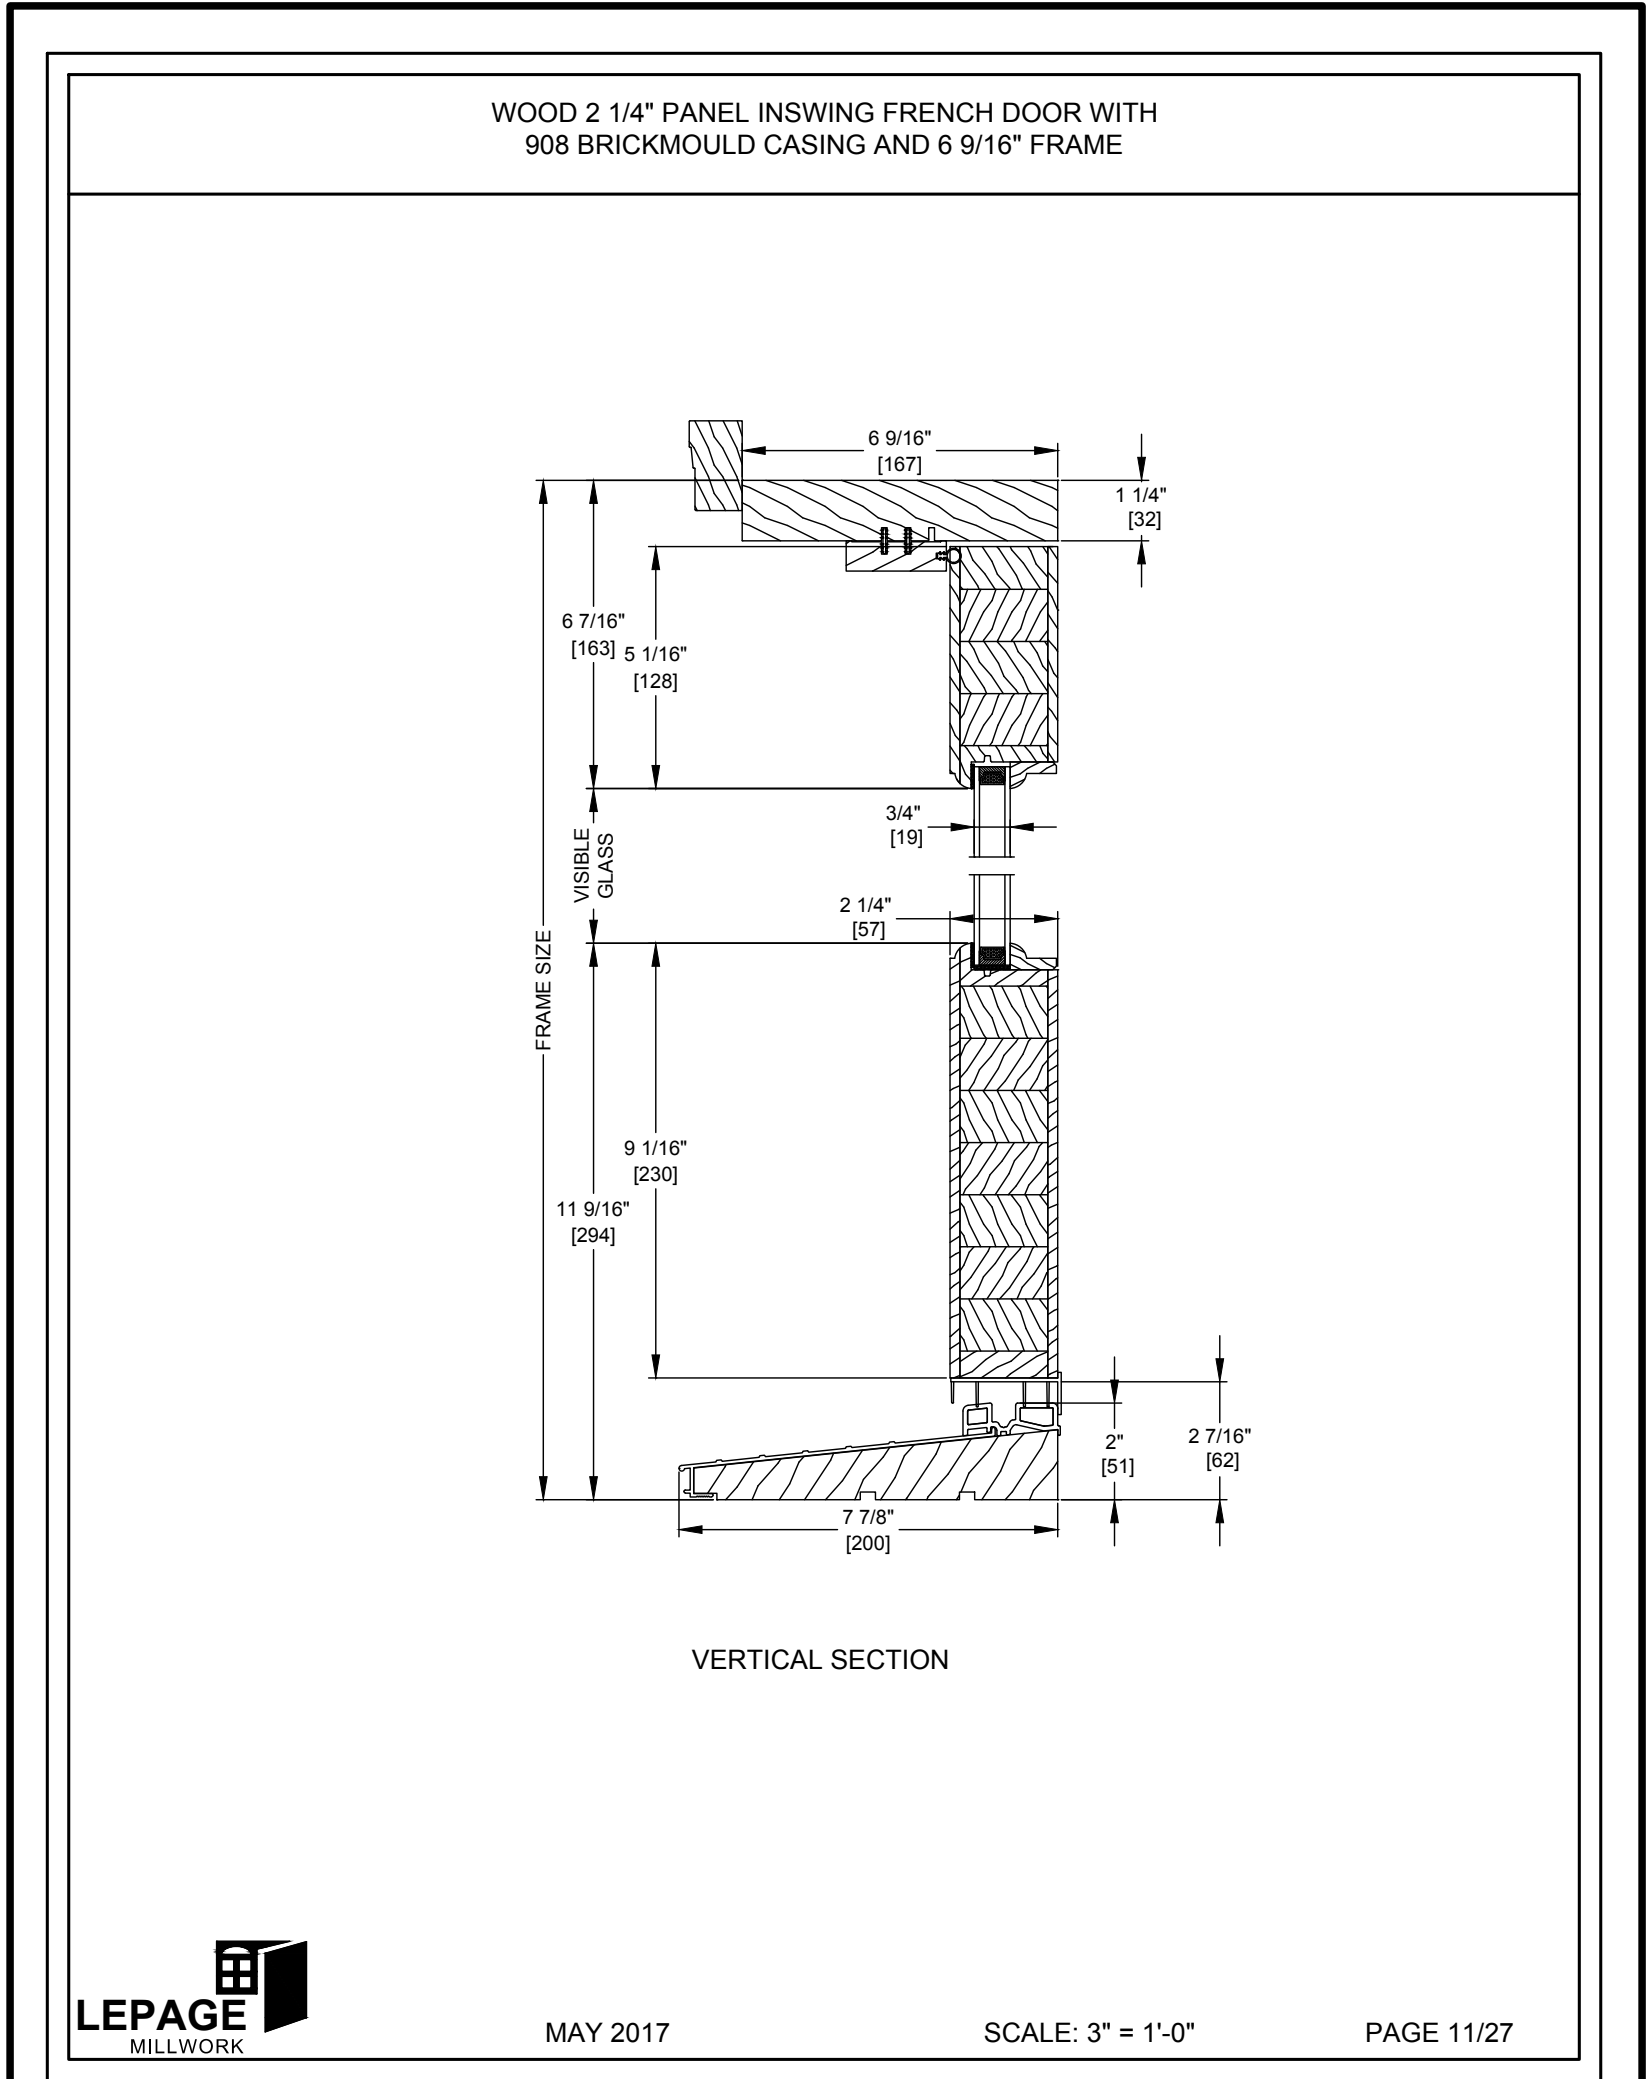 WOOD 2 1/4" PANEL INSWING FRENCH DOOR WITH
908 BRICKMOULD CASING AND 6 9/16" FRAME
6 9/16"
[167]
1 1/4"
[32]
6 7/16"
[163]
5 1/16"
[128]
3/4"
[19]
VISIBLE
GLASS
2 1/4"
[57]
FRAME SIZE
9 1/16"
[230]
11 9/16"
[294]
2"
[51]
2 7/16"
[62]
7 7/8"
[200]
VERTICAL SECTION
LEPAGE
MILLWORK
MAY 2017
SCALE: 3" = 1'-0"
PAGE 11/27